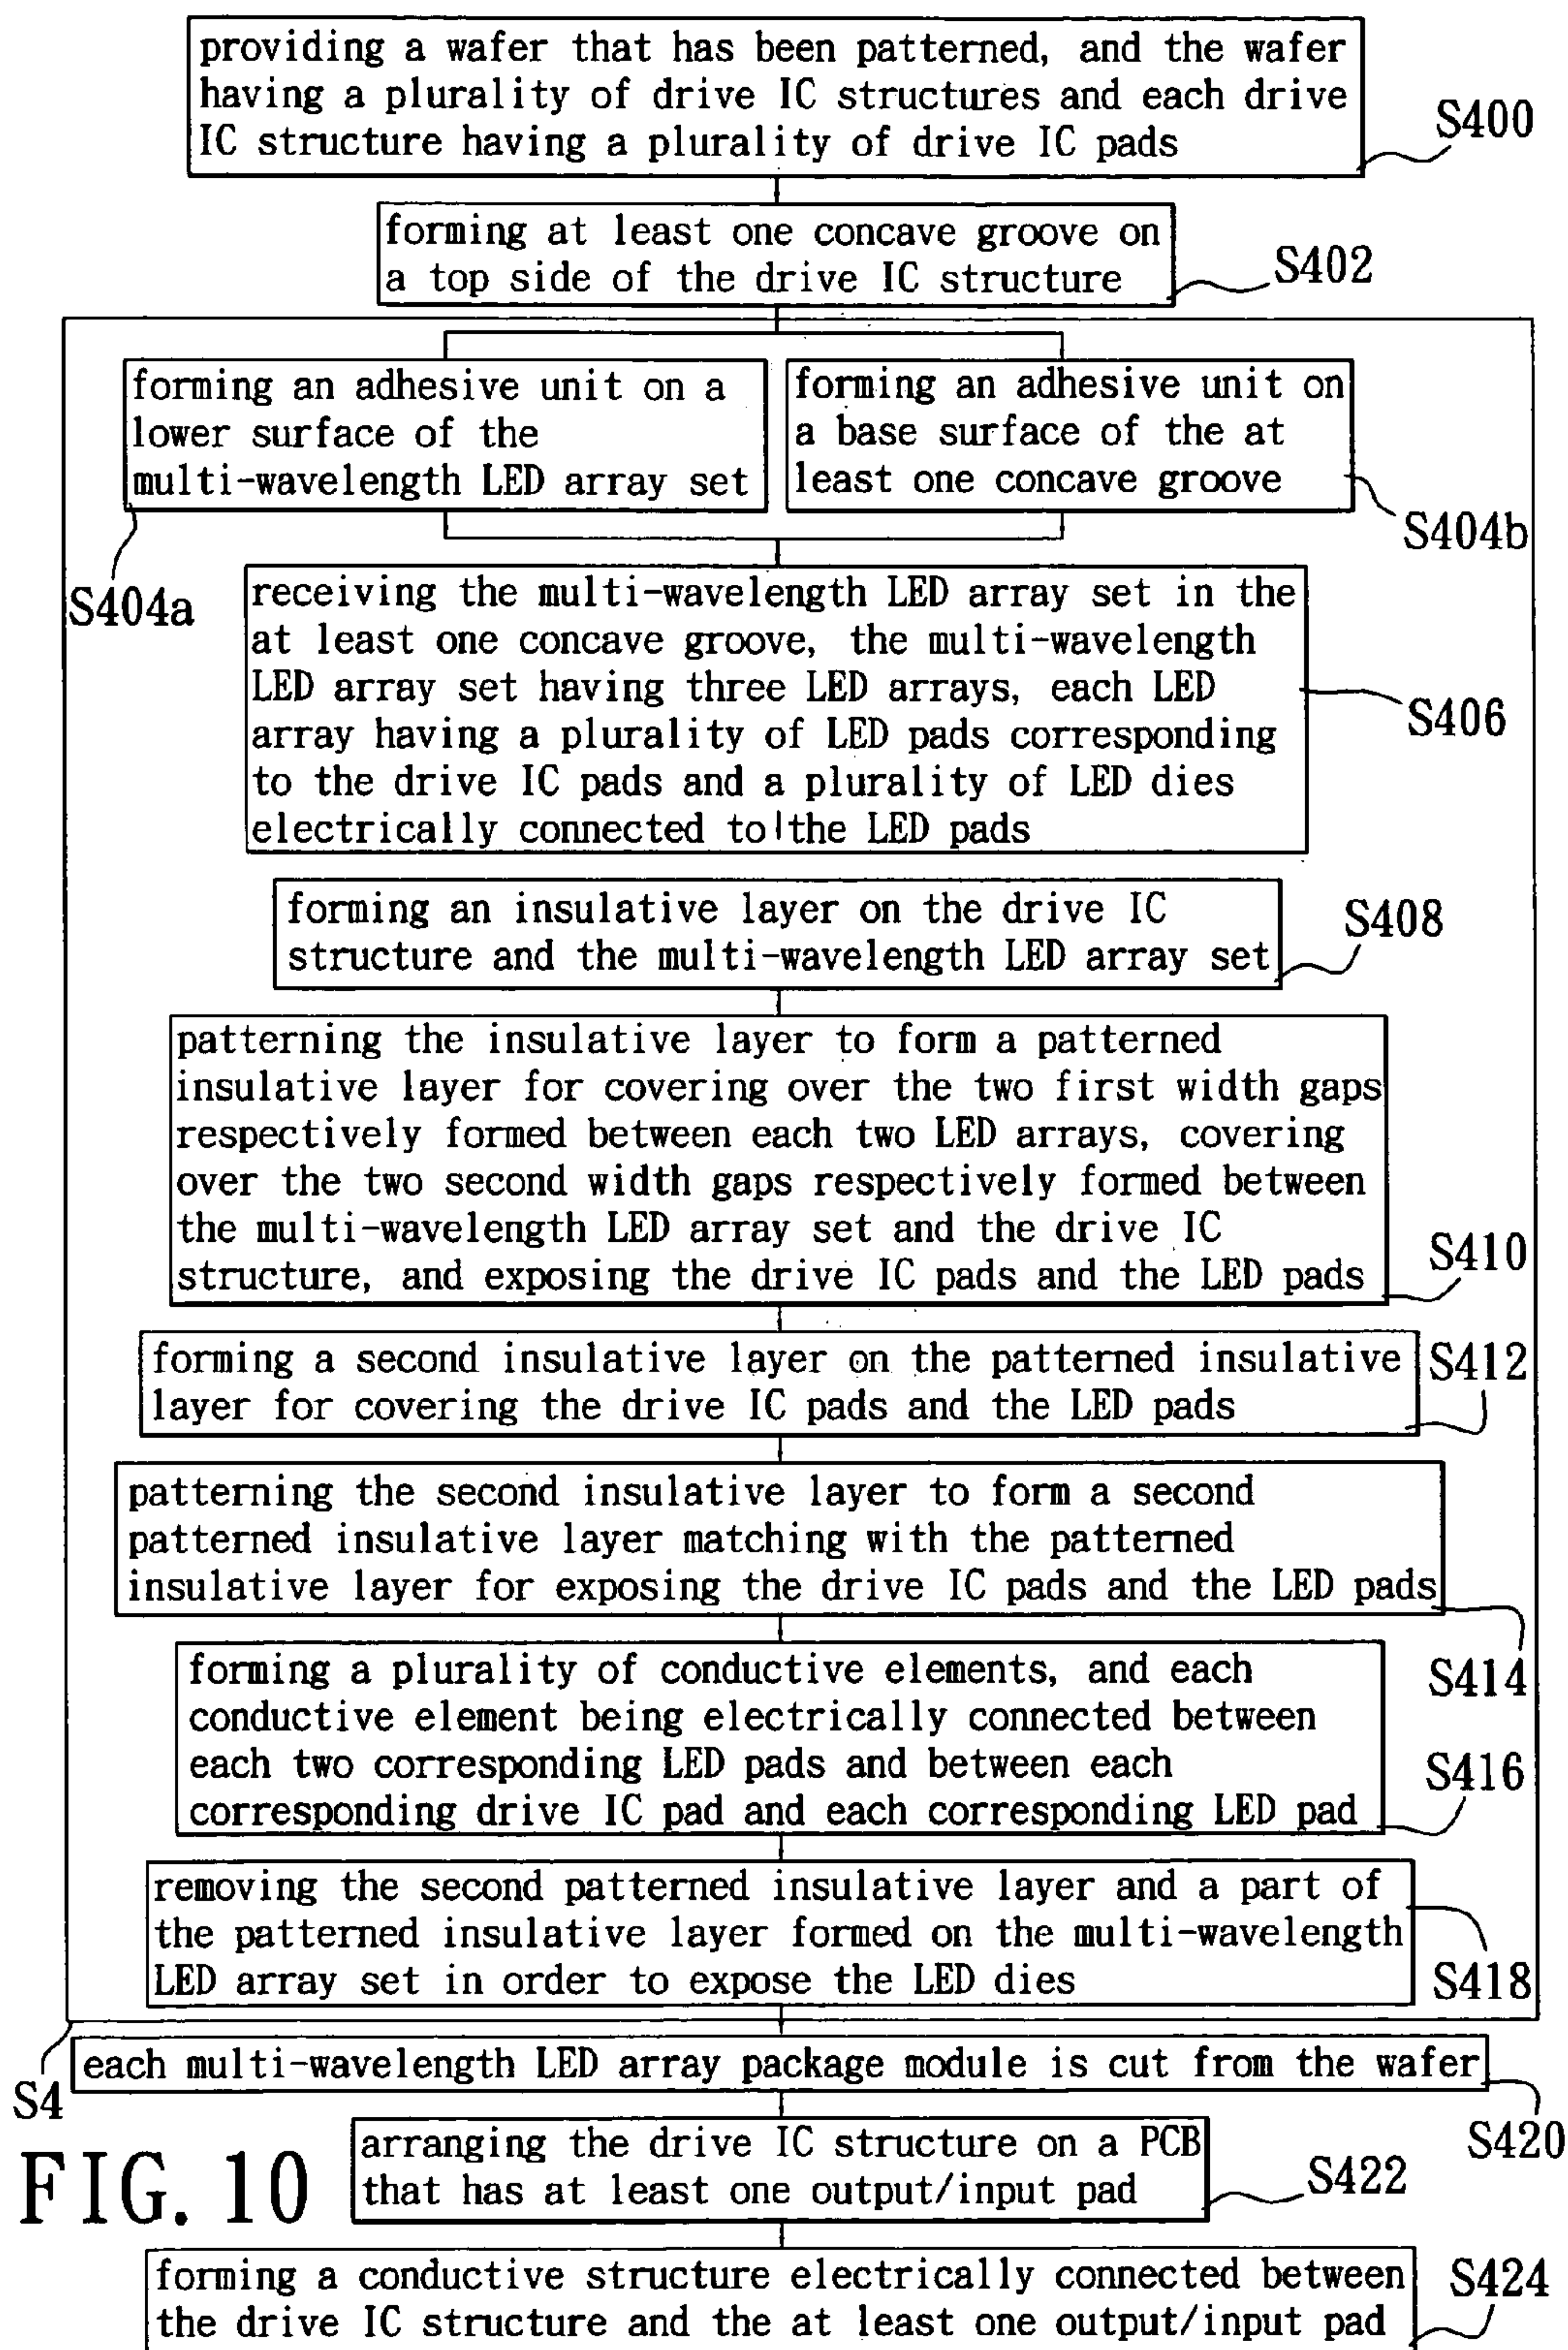 providing a wafer that has been patterned, and the wafer
having a plurality of drive IC structures and each drive
IC structure having a plurality of drive IC pads
S400
forming at least one concave groove on
a top side of the drive IC structure
S402
forming an adhesive unit on a
lower surface of the
multi-wavelength LED array set
S404a
forming an adhesive unit on
a base surface of the at
least one concave groove
S404b
receiving the multi-wavelength LED array set in the
at least one concave groove, the multi-wavelength
LED array set having three LED arrays, each LED
array having a plurality of LED pads corresponding
to the drive IC pads and a plurality of LED dies
electrically connected to the LED pads
S406
forming an insulative layer on the drive IC
structure and the multi-wavelength LED array set
S408
patterning the insulative layer to form a patterned
insulative layer for covering over the two first width gaps
respectively formed between each two LED arrays, covering
over the two second width gaps respectively formed between
the multi-wavelength LED array set and the drive IC
structure, and exposing the drive IC pads and the LED pads
S410
forming a second insulative layer on the patterned insulative
layer for covering the drive IC pads and the LED pads
S412
patterning the second insulative layer to form a second
patterned insulative layer matching with the patterned
insulative layer for exposing the drive IC pads and the LED pads
S414
forming a plurality of conductive elements, and each
conductive element being electrically connected between
each two corresponding LED pads and between each
corresponding drive IC pad and each corresponding LED pad
S416
removing the second patterned insulative layer and a part of
the patterned insulative layer formed on the multi-wavelength
LED array set in order to expose the LED dies
S418
S4
each multi-wavelength LED array package module is cut from the wafer
S420
arranging the drive IC structure on a PCB
that has at least one output/input pad
S422
FIG. 10
forming a conductive structure electrically connected between
the drive IC structure and the at least one output/input pad
S424